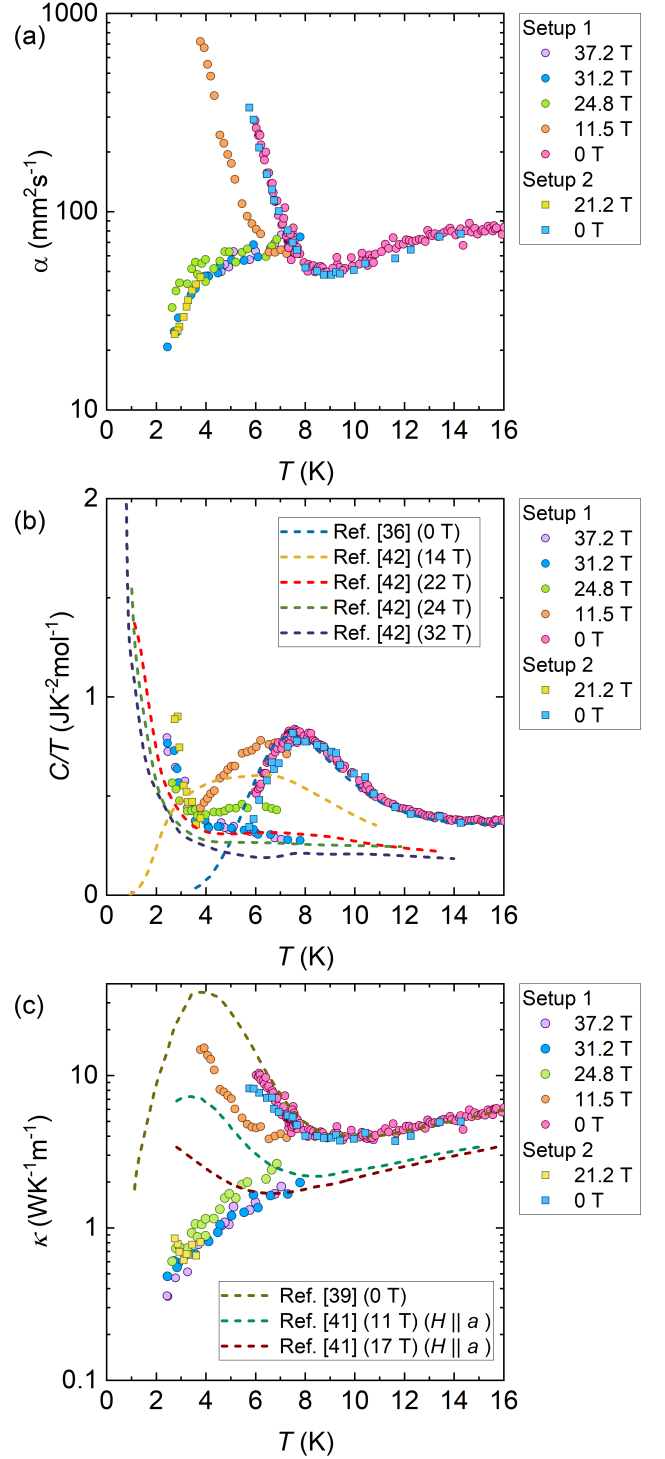 (a)
1000
100
10
α (mm²s⁻¹)
0 2 4 6 8 10 12 14 16
T (K)
Setup 1
37.2 T
31.2 T
24.8 T
11.5 T
0 T
Setup 2
21.2 T
0 T
(b)
2
1
0
C/T (JK⁻²mol⁻¹)
Ref. [36] (0 T)
Ref. [42] (14 T)
Ref. [42] (22 T)
Ref. [42] (24 T)
Ref. [42] (32 T)
0 2 4 6 8 10 12 14 16
T (K)
Setup 1
37.2 T
31.2 T
24.8 T
11.5 T
0 T
Setup 2
21.2 T
0 T
(c)
10
1
0.1
κ (WK⁻¹m⁻¹)
Ref. [39] (0 T)
Ref. [41] (11 T) (H || a )
Ref. [41] (17 T) (H || a )
0 2 4 6 8 10 12 14 16
T (K)
Setup 1
37.2 T
31.2 T
24.8 T
11.5 T
0 T
Setup 2
21.2 T
0 T